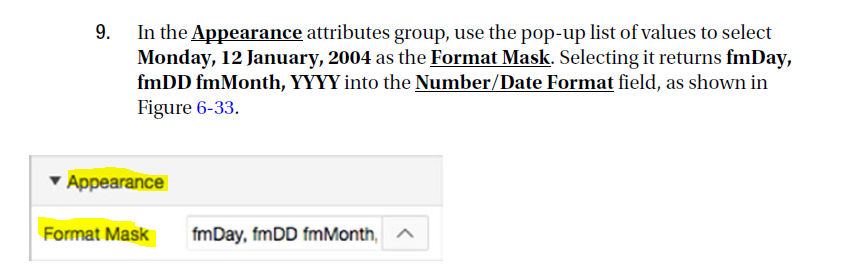 9. In the Appearance attributes group, use the pop-up list of values to select
Monday, 12 January, 2004 as the Format Mask. Selecting it returns fmDay,
fmDD fmMonth, YYYY into the Number/Date Format field, as shown in
Figure 6-33.
Appearance
Format Mask fmDay, fmDD fmMonth,